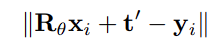 ‖R_θ x_i + t′ − y_i‖